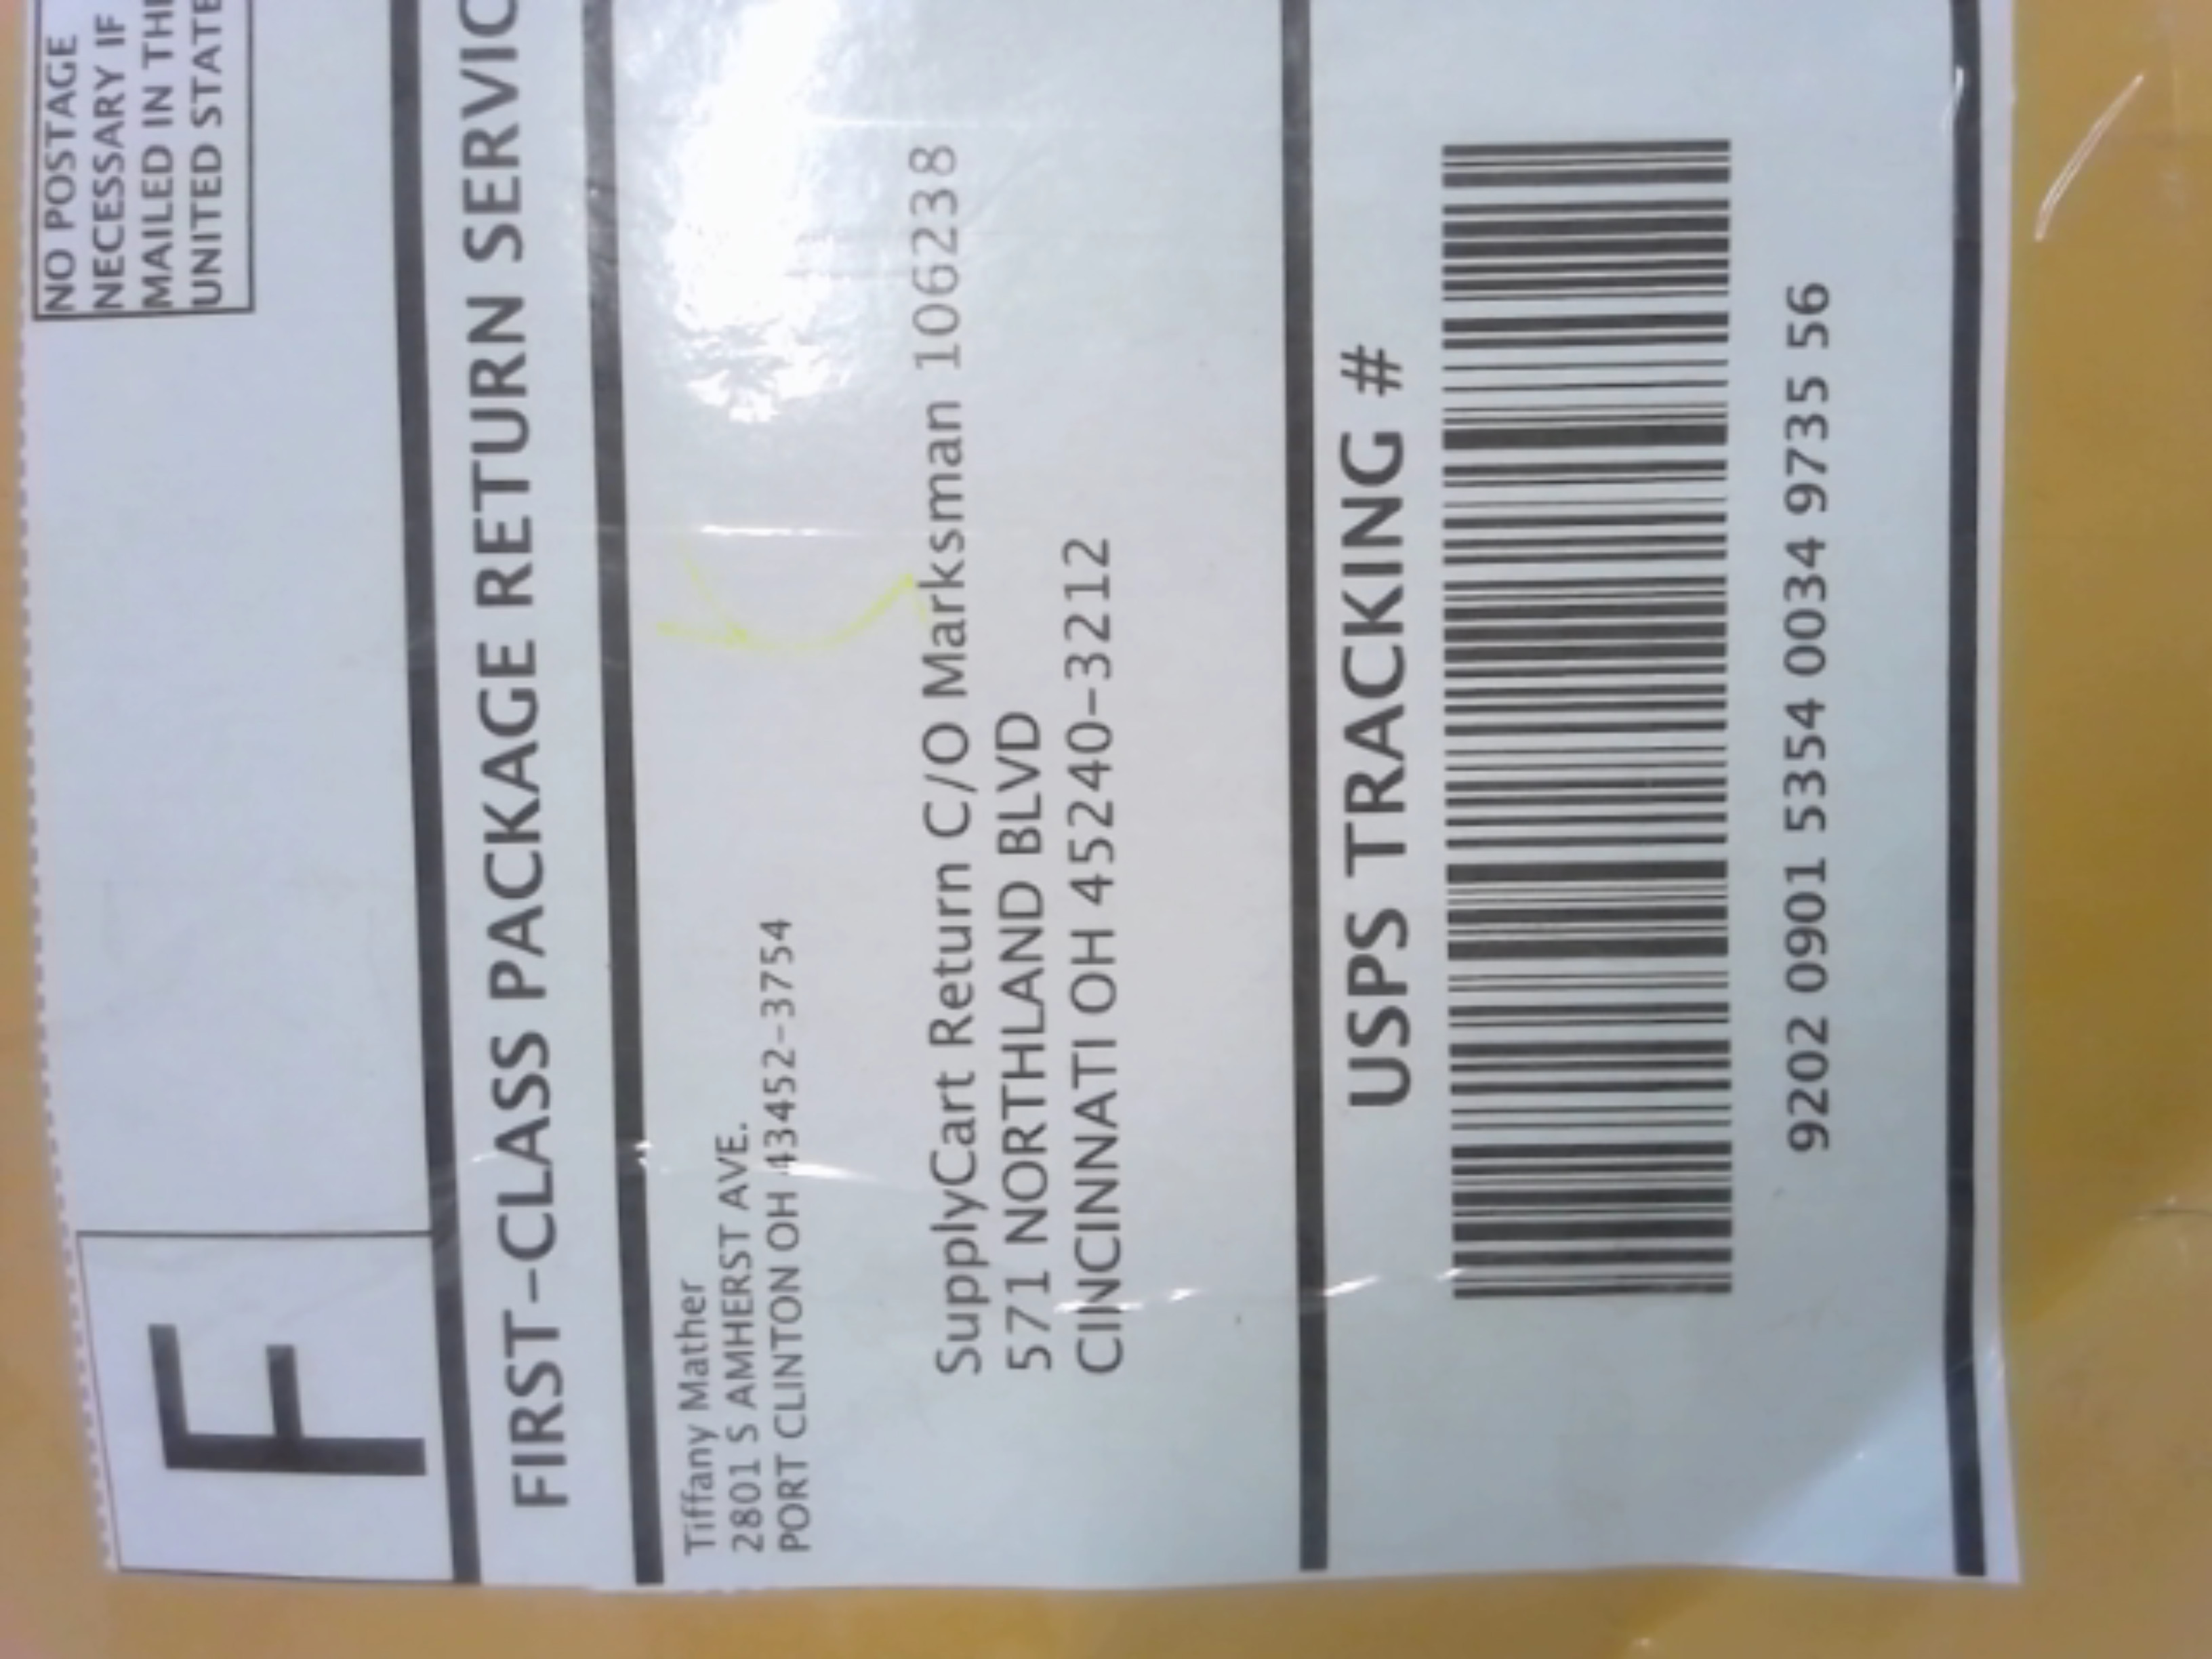 F
NO POSTAGE
NECESSARY IF
MAILED IN THE
UNITED STATE
FIRST-CLASS PACKAGE RETURN SERVIC
Tiffany Mather
2801 S AMHERST AVE.
PORT CLINTON OH 43452-3754
SupplyCart Return C/O Marksman 106238
571 NORTHLAND BLVD
CINCINNATI OH 45240-3212
USPS TRACKING #
9202 0901 5354 0034 9735 56